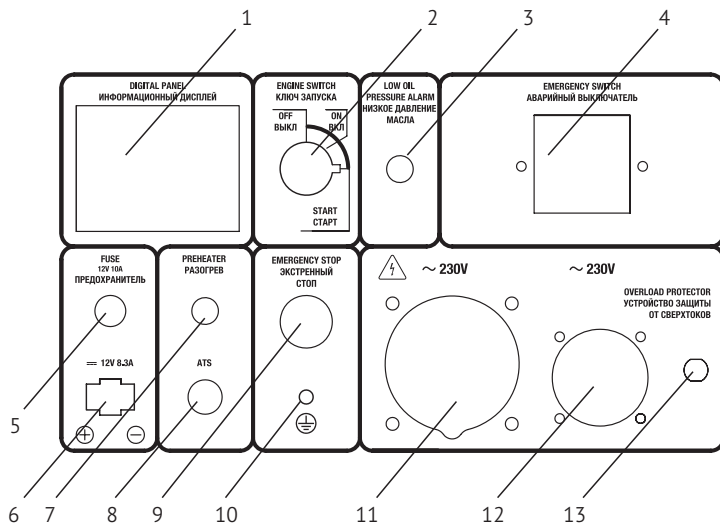 1
2
3
4
DIGITAL PANEL
ИНФОРМАЦИОННЫЙ ДИСПЛЕЙ
ENGINE SWITCH
КЛЮЧ ЗАПУСКА
OFF
ВЫКЛ
ON
ВКЛ
START
СТАРТ
LOW OIL
PRESSURE ALARM
НИЗКОЕ ДАВЛЕНИЕ
МАСЛА
EMERGENCY SWITCH
АВАРИЙНЫЙ ВЫКЛЮЧАТЕЛЬ
FUSE
12V 10A
ПРЕДОХРАНИТЕЛЬ
12V 8.3A
PREHEATER
РАЗОГРЕВ
ATS
EMERGENCY STOP
ЭКСТРЕННЫЙ
СТОП
~ 230V
~ 230V
OVERLOAD PROTECTOR
УСТРОЙСТВО ЗАЩИТЫ
ОТ СВЕРХТОКОВ
5
6
7
8
9
10
11
12
13